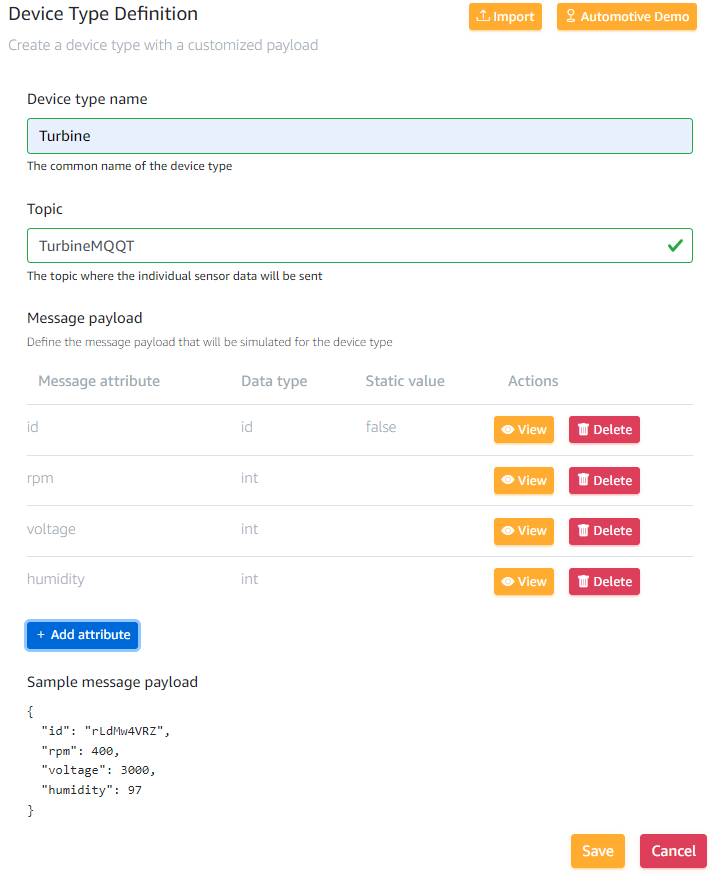 Device Type Definition
Import
Automotive Demo
Create a device type with a customized payload
Device type name
Turbine
The common name of the device type
Topic
TurbineMQQT
The topic where the individual sensor data will be sent
Message payload
Define the message payload that will be simulated for the device type
Message attribute Data type Static value Actions
id id false View Delete
rpm int View Delete
voltage int View Delete
humidity int View Delete
+ Add attribute
Sample message payload
{
"id": "rLdMw4VRZ",
"rpm": 400,
"voltage": 3000,
"humidity": 97
}
Save Cancel